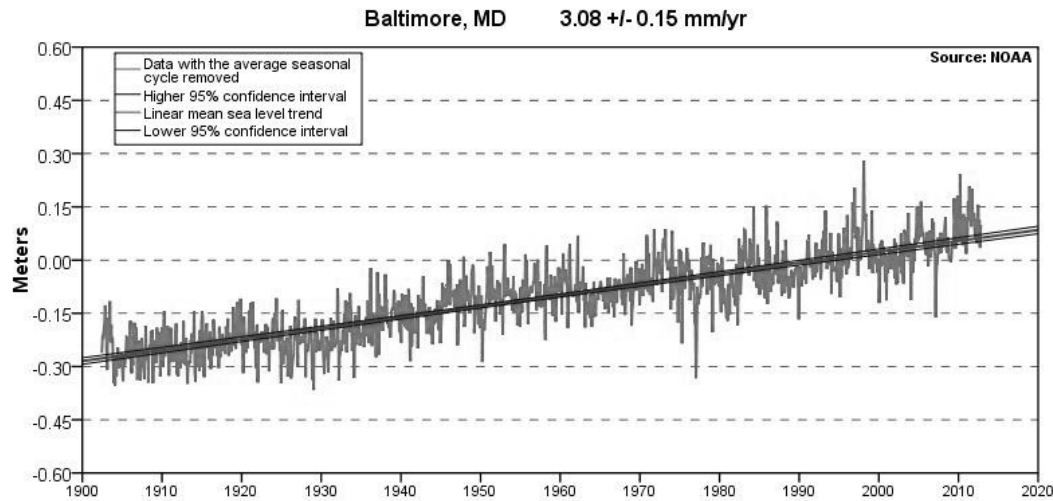 Baltimore, MD 3.08 +/- 0.15 mm/yr
Source: NOAA
Data with the average seasonal
cycle removed
Higher 95% confidence interval
Linear mean sea level trend
Lower 95% confidence interval
Meters
0.60
0.45
0.30
0.15
0.00
-0.15
-0.30
-0.45
-0.60
1900 1910 1920 1930 1940 1950 1960 1970 1980 1990 2000 2010 2020